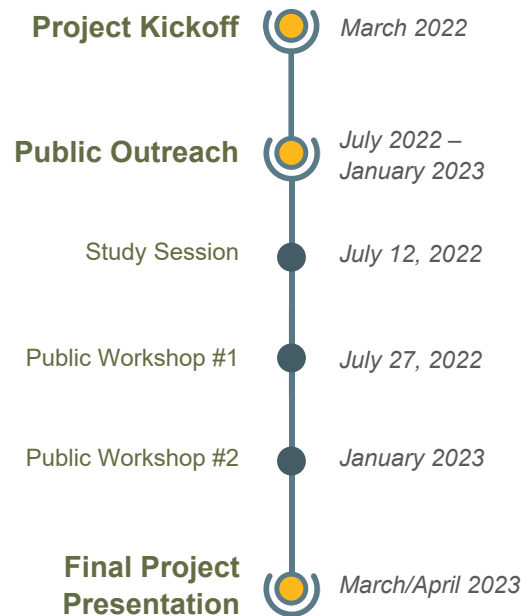 Project Kickoff
March 2022
Public Outreach
July 2022 –
January 2023
Study Session
July 12, 2022
Public Workshop #1
July 27, 2022
Public Workshop #2
January 2023
Final Project
Presentation
March/April 2023